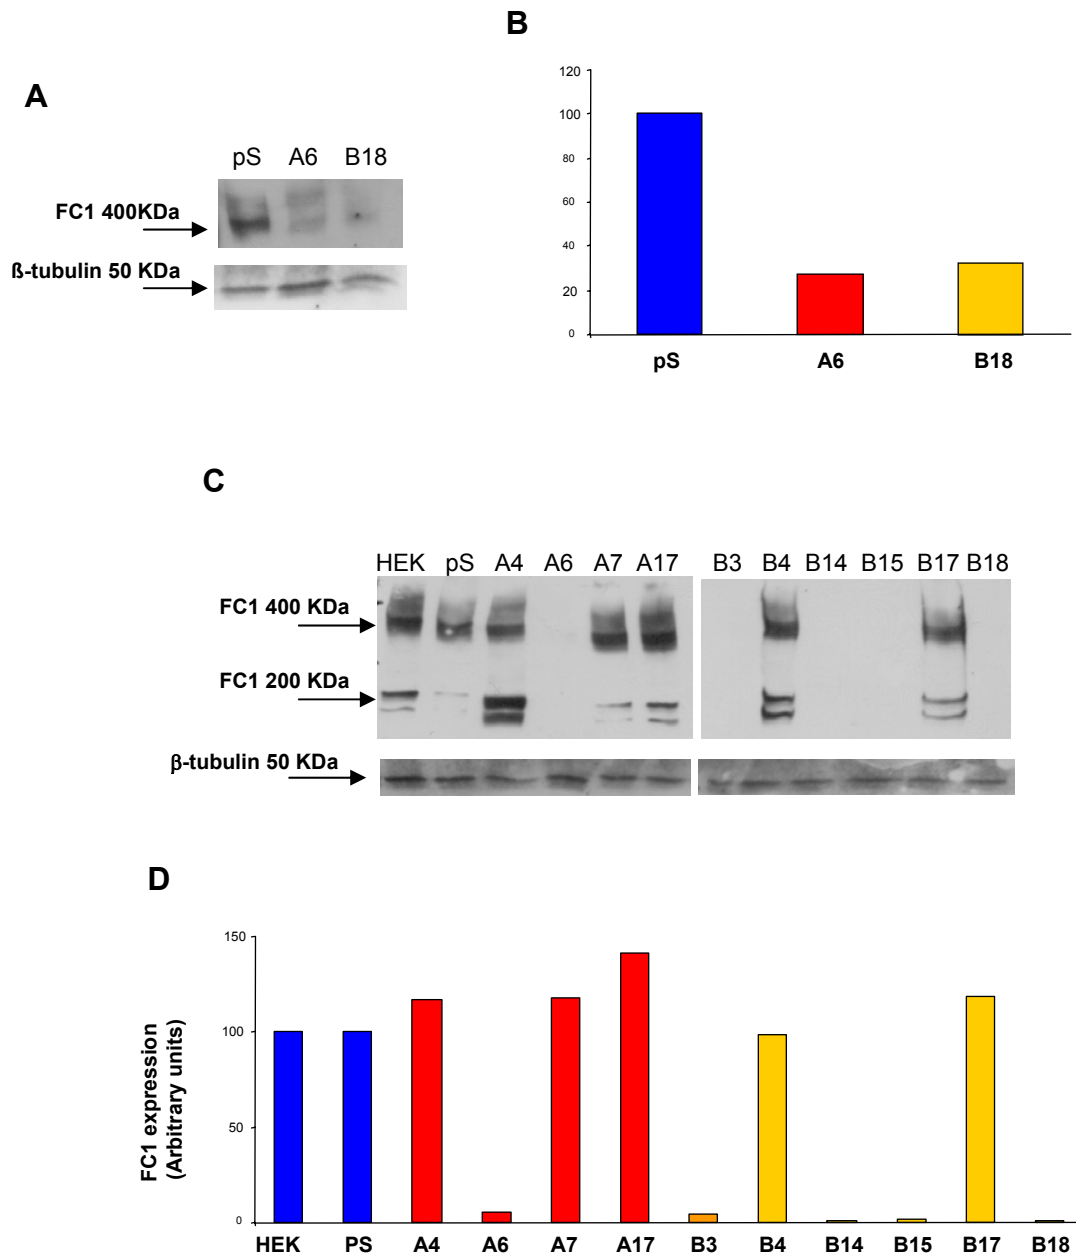 A
pS A6 B18
FC1 400KDa
ß-tubulin 50 KDa
B
120
100
80
60
40
20
0
pS A6 B18
C
HEK pS A4 A6 A7 A17 B3 B4 B14 B15 B17 B18
FC1 400 KDa
FC1 200 KDa
β-tubulin 50 KDa
D
FC1 expression
(Arbitrary units)
150
100
50
0
HEK PS A4 A6 A7 A17 B3 B4 B14 B15 B17 B18